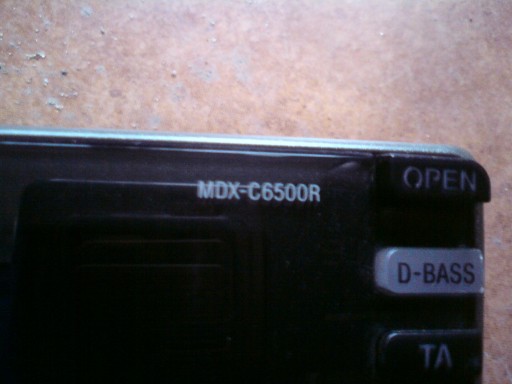 MDX-C6500R
OPEN
D-BASS
TA